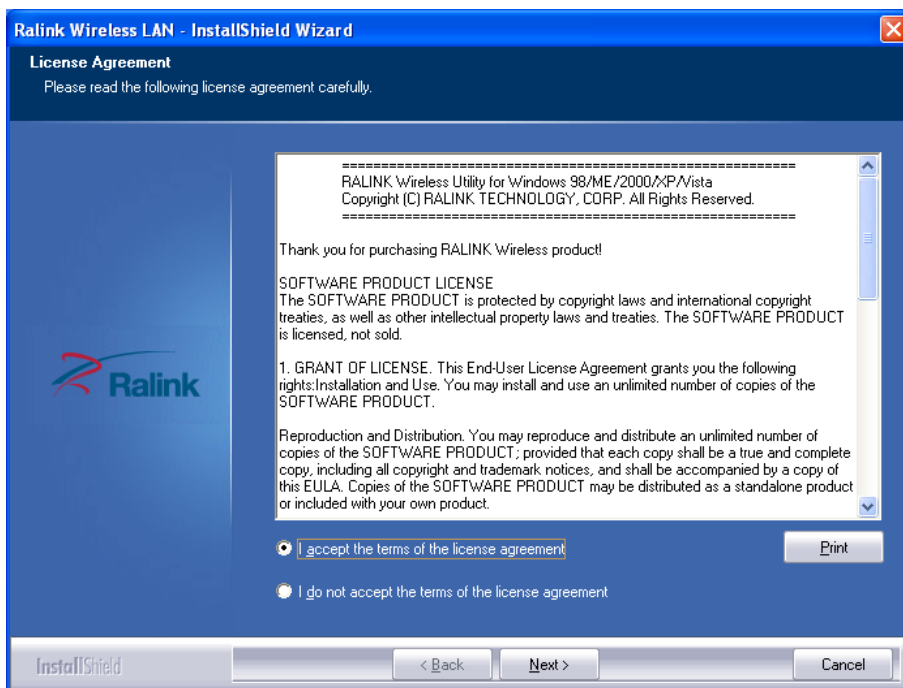 Ralink Wireless LAN - InstallShield Wizard
License Agreement
Please read the following license agreement carefully.
============================================================
RALINK Wireless Utility for Windows 98/ME/2000/XP/Vista
Copyright (C) RALINK TECHNOLOGY, CORP. All Rights Reserved.
============================================================
Thank you for purchasing RALINK Wireless product!
SOFTWARE PRODUCT LICENSE
The SOFTWARE PRODUCT is protected by copyright laws and international copyright
treaties, as well as other intellectual property laws and treaties. The SOFTWARE PRODUCT
is licensed, not sold.
1. GRANT OF LICENSE. This End-User License Agreement grants you the following
rights:Installation and Use. You may install and use an unlimited number of copies of the
SOFTWARE PRODUCT.
Reproduction and Distribution. You may reproduce and distribute an unlimited number of
copies of the SOFTWARE PRODUCT; provided that each copy shall be a true and complete
copy, including all copyright and trademark notices, and shall be accompanied by a copy of
this EULA. Copies of the SOFTWARE PRODUCT may be distributed as a standalone product
or included with your own product.
Ralink
I accept the terms of the license agreement
Print
I do not accept the terms of the license agreement
InstallShield
< Back
Next >
Cancel